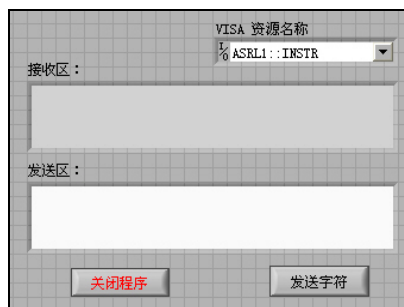 VISA 资源名称
I/O ASRL1::INSTR
接收区：
发送区：
关闭程序
发送字符